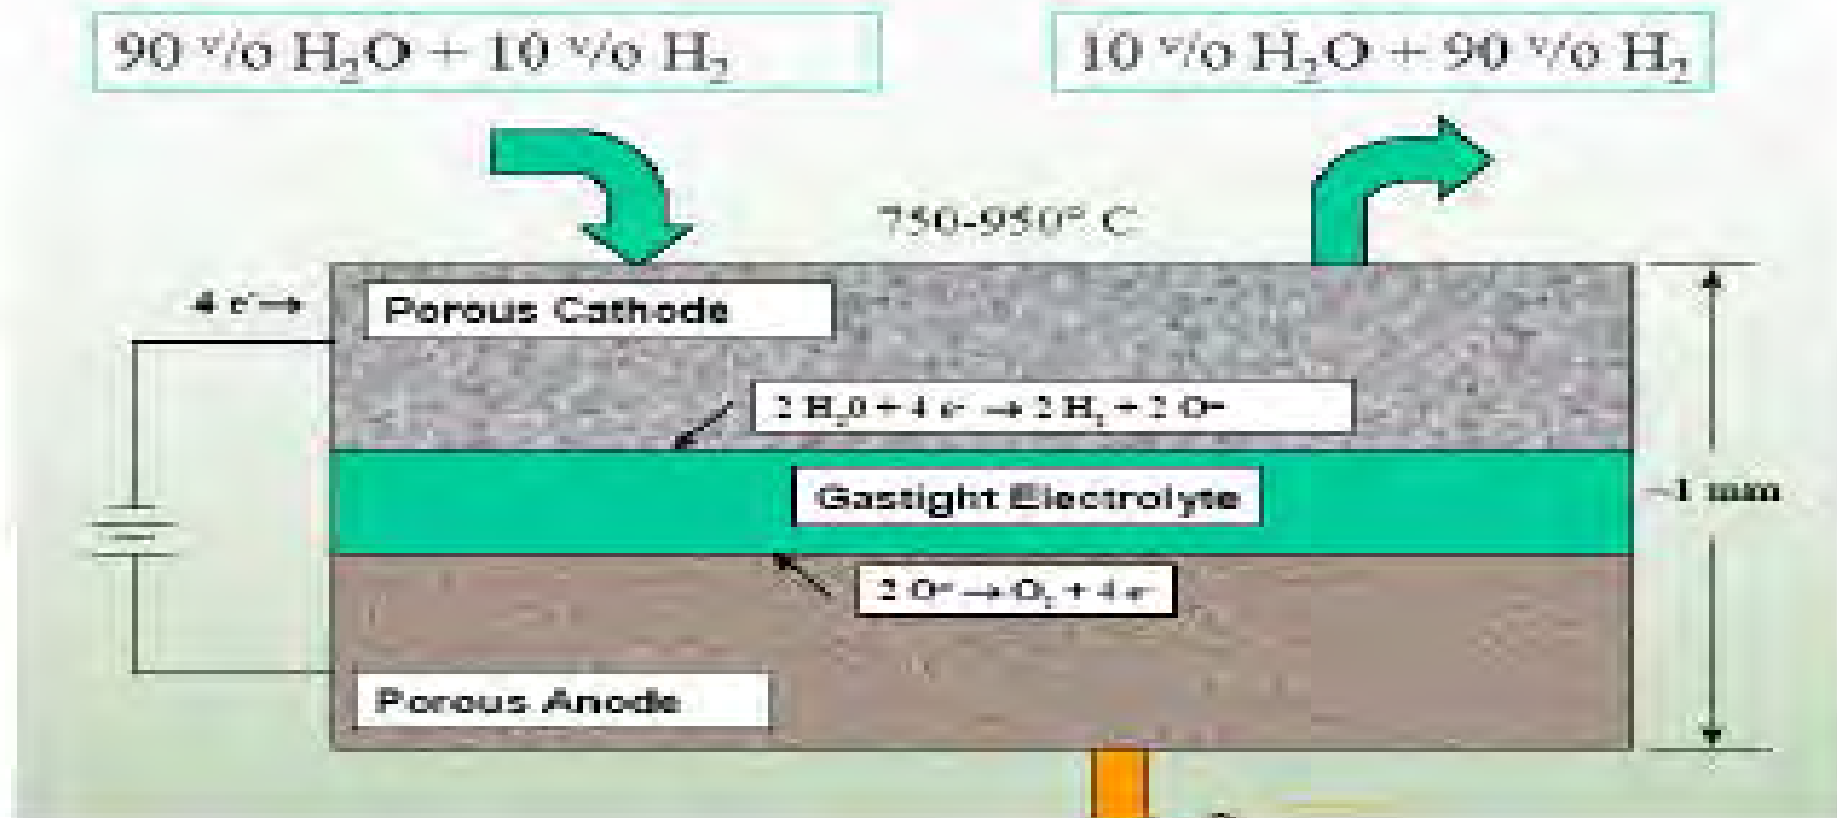 90 v/o H₂O + 10 v/o H₂
10 v/o H₂O + 90 v/o H₂
750-950° C
4 e⁻→
Porous Cathode
2 H₂0 + 4 e⁻ → 2 H₂ + 2 O⁼
Gastight Electrolyte
~1 mm
2 O⁼ → O₂ + 4 e⁻
Porous Anode